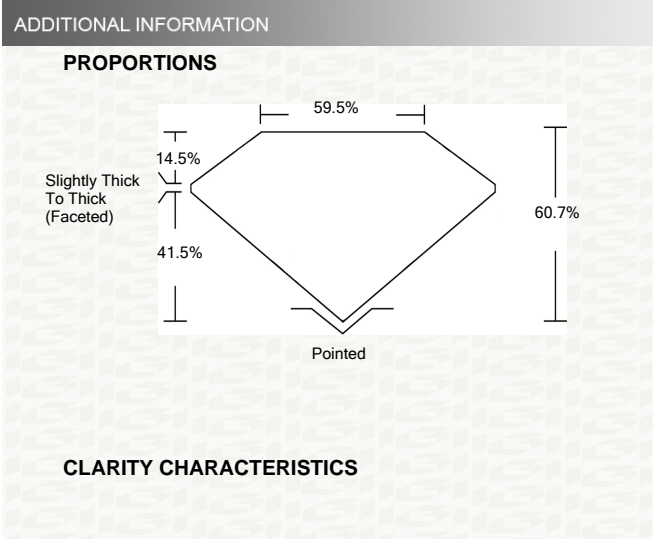 ADDITIONAL INFORMATION
PROPORTIONS
59.5%
14.5%
Slightly Thick
To Thick
(Faceted)
60.7%
41.5%
Pointed
CLARITY CHARACTERISTICS